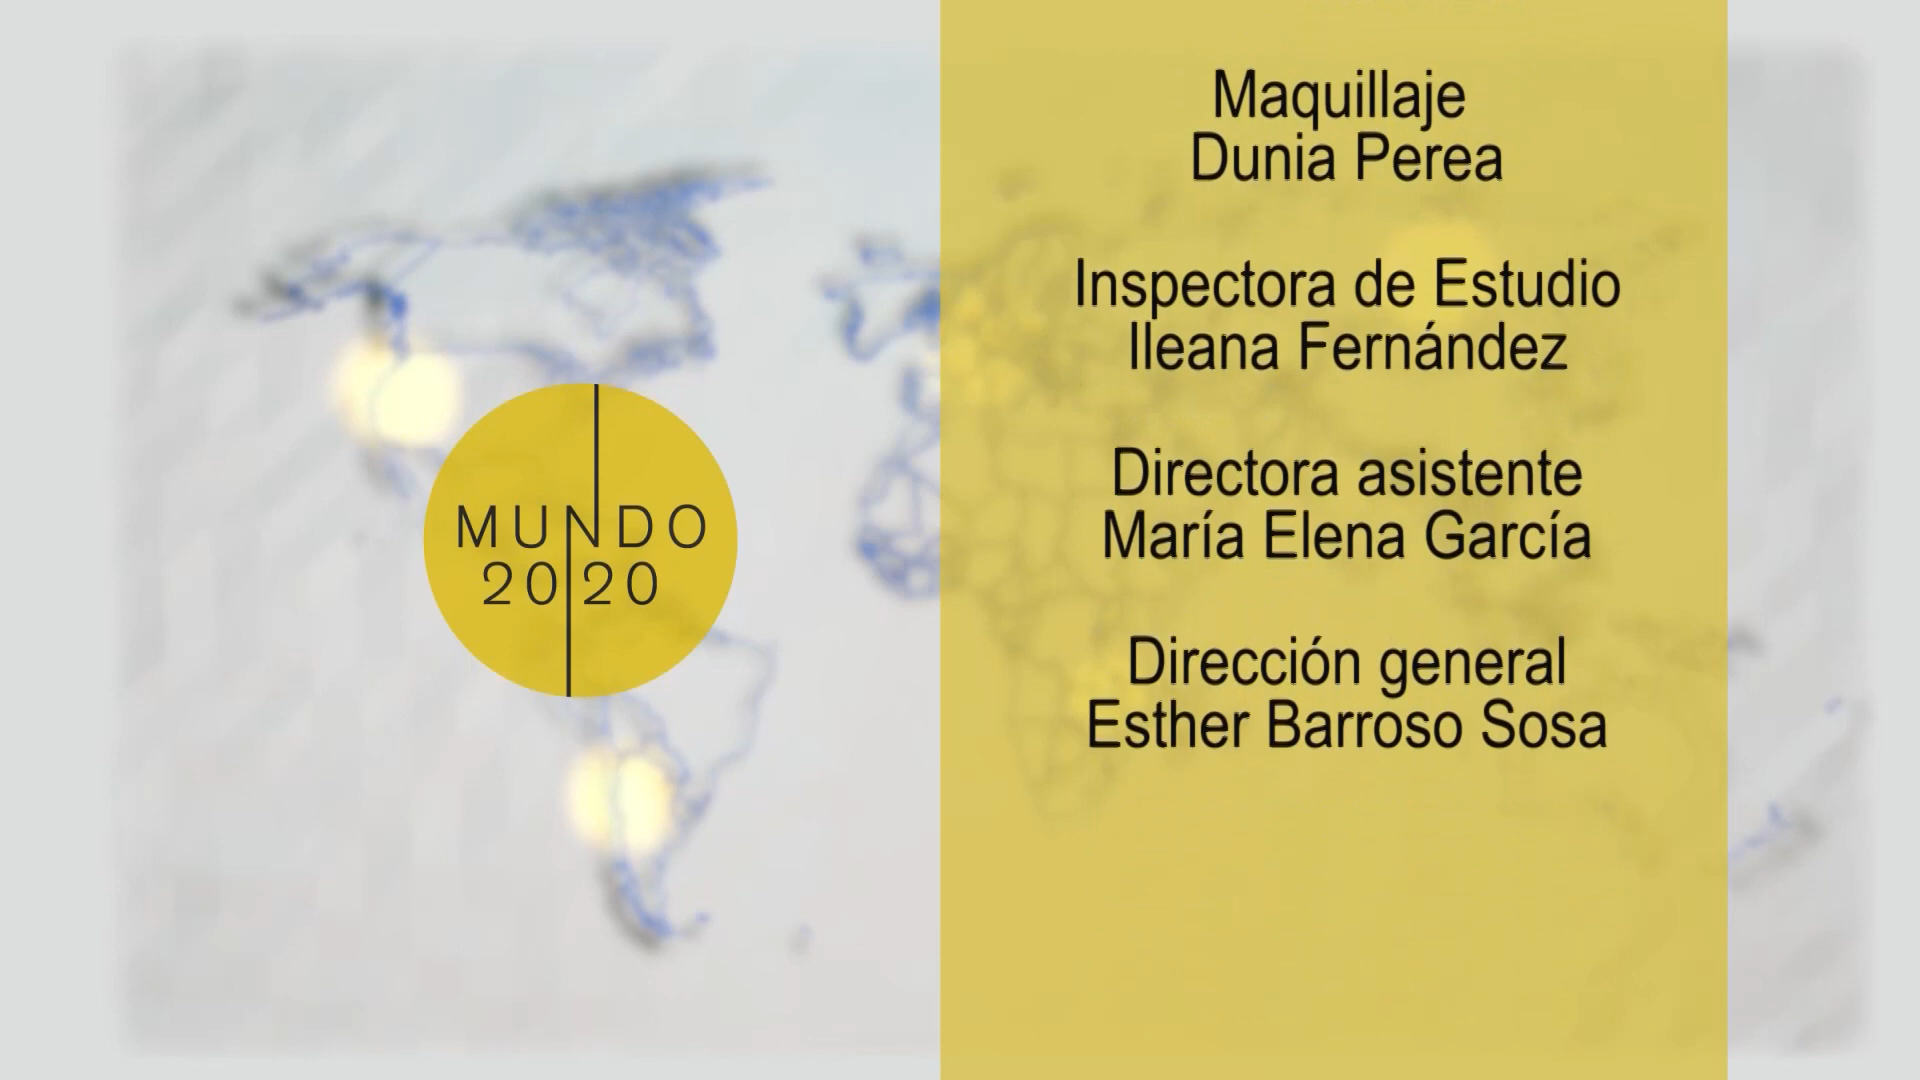 MUNDO
2020
Maquillaje
Dunia Perea
Inspectora de Estudio
Ileana Fernández
Directora asistente
María Elena García
Dirección general
Esther Barroso Sosa